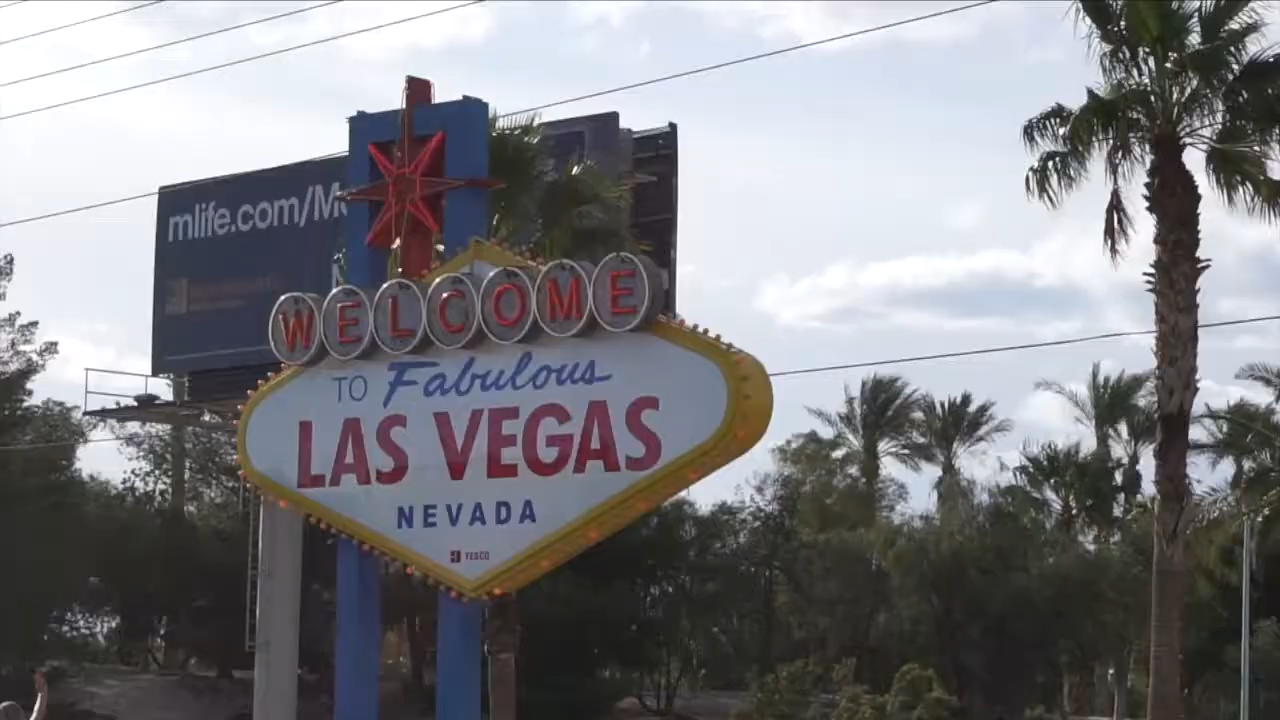 mlife.com/M
WELCOME
TO Fabulous
LAS VEGAS
NEVADA
YESCO